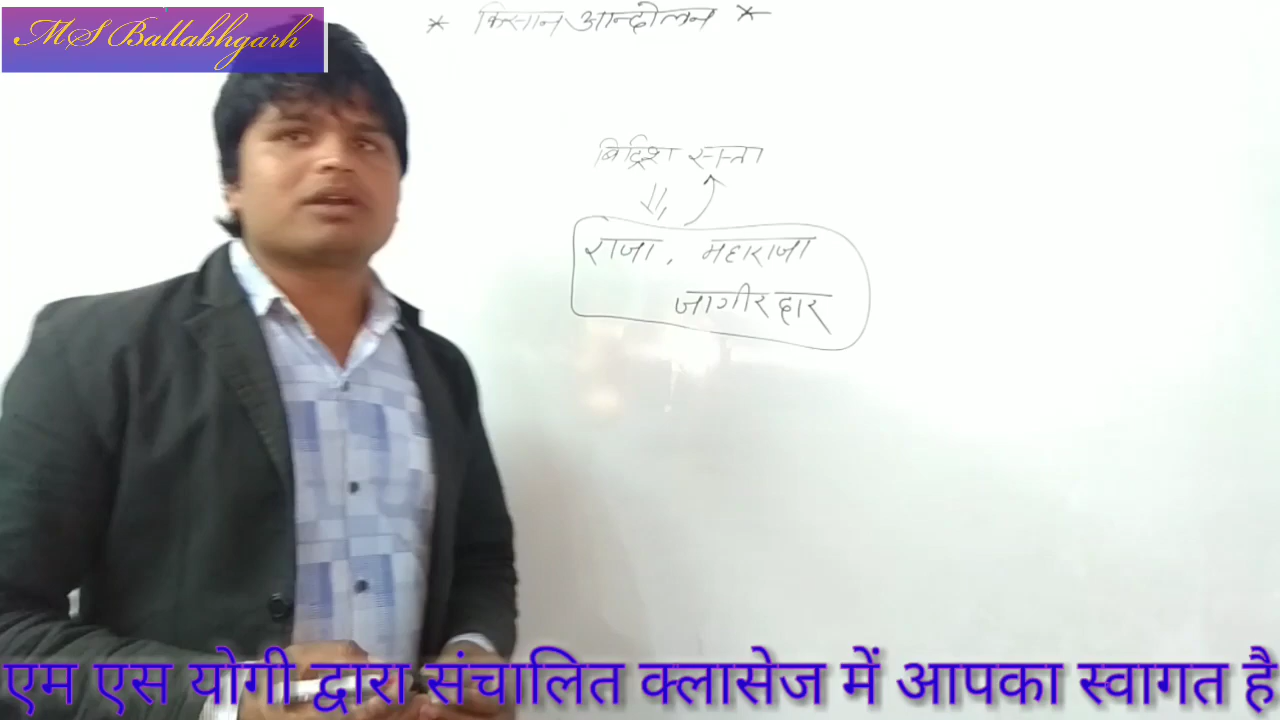 MS Ballabhgarh
* किसान आन्दोलन *
ब्रिटिश सत्ता
राजा, महाराजा
जागीरदार
एम एस योगी द्वारा संचालित क्लासेज में आपका स्वागत है